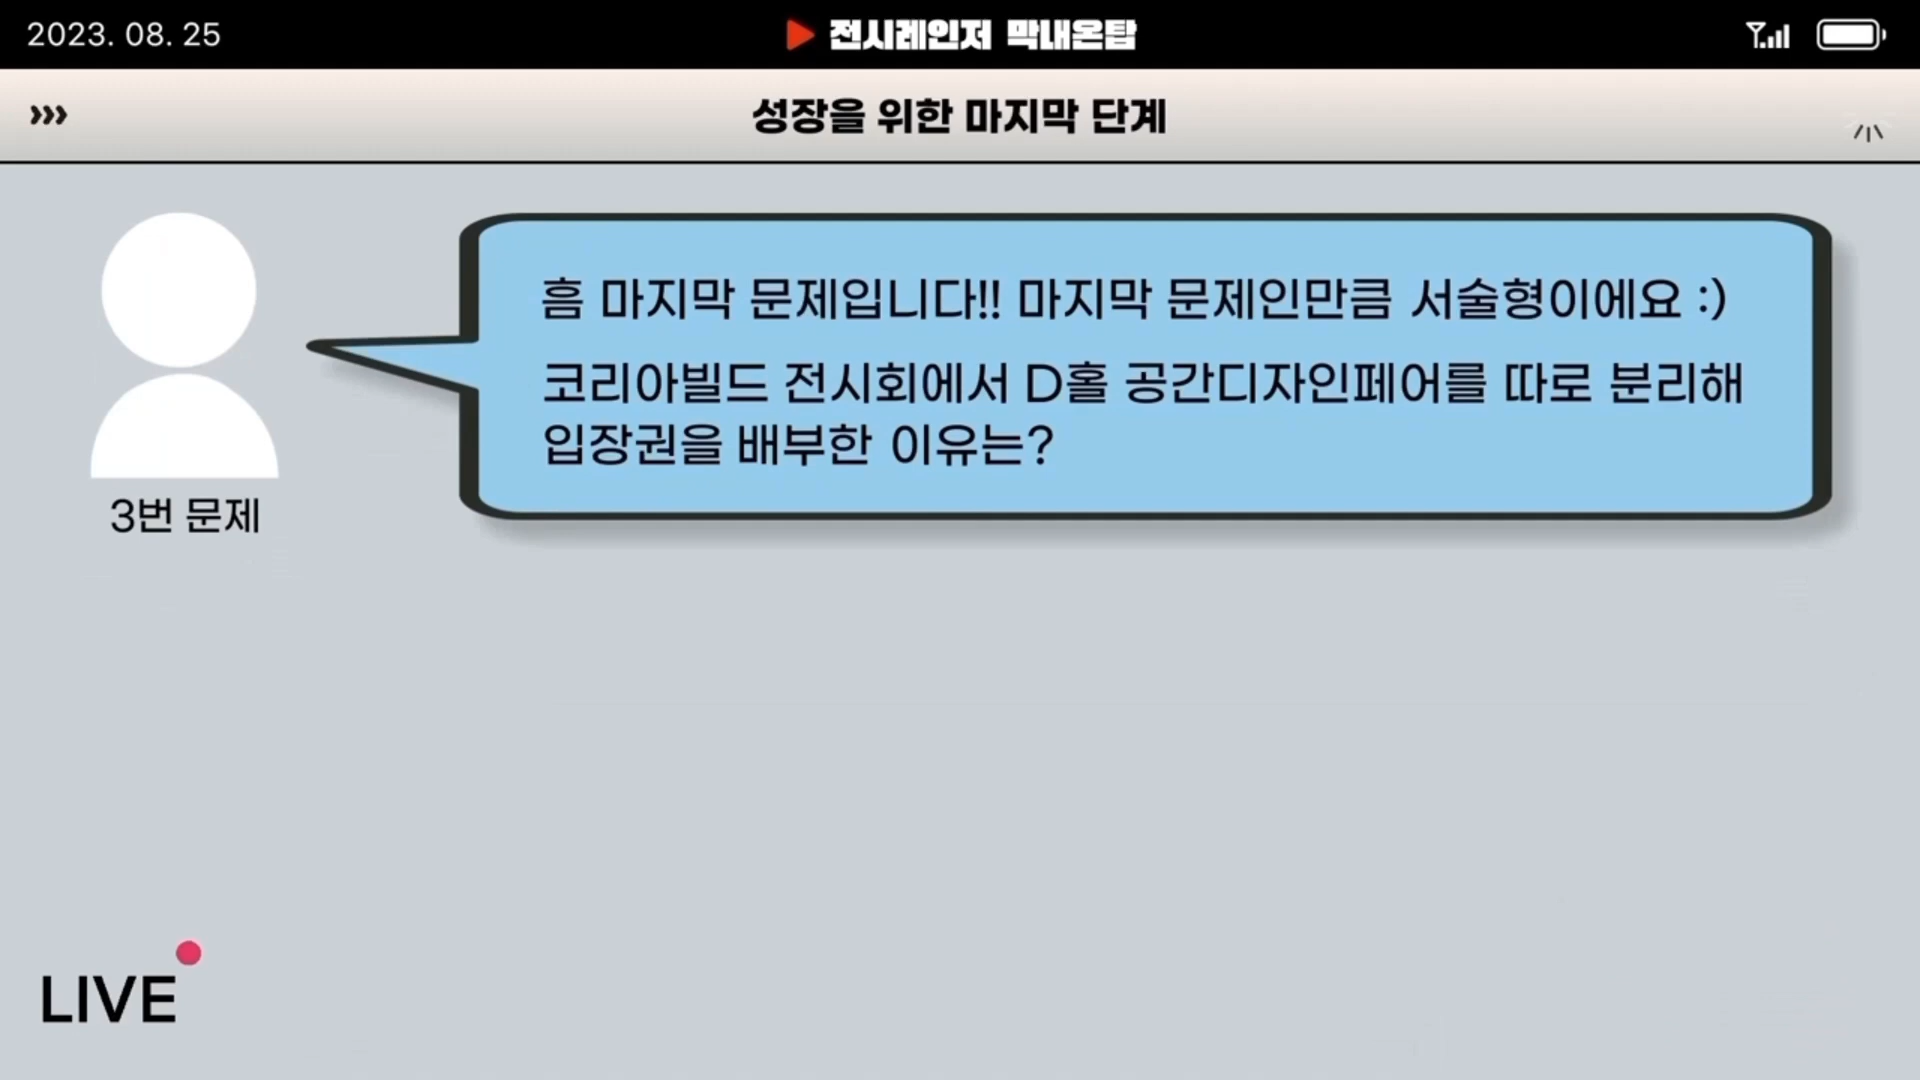 2023. 08. 25
전시레인저 막내온탑
성장을 위한 마지막 단계
흠 마지막 문제입니다!! 마지막 문제인만큼 서술형이에요 :)
코리아빌드 전시회에서 D홀 공간디자인페어를 따로 분리해
입장권을 배부한 이유는?
3번 문제
LIVE